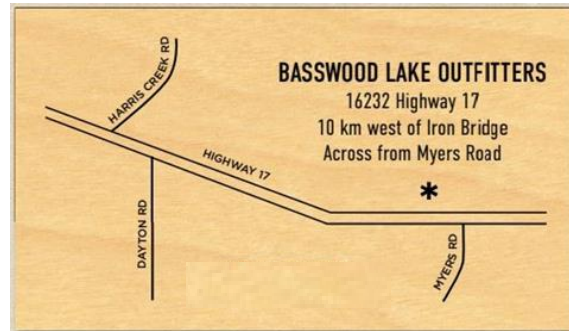 BASSWOOD LAKE OUTFITTERS
16232 Highway 17
10 km west of Iron Bridge
Across from Myers Road
*
HARRIS CREEK RD
HIGHWAY 17
DAYTON RD
MYERS RD